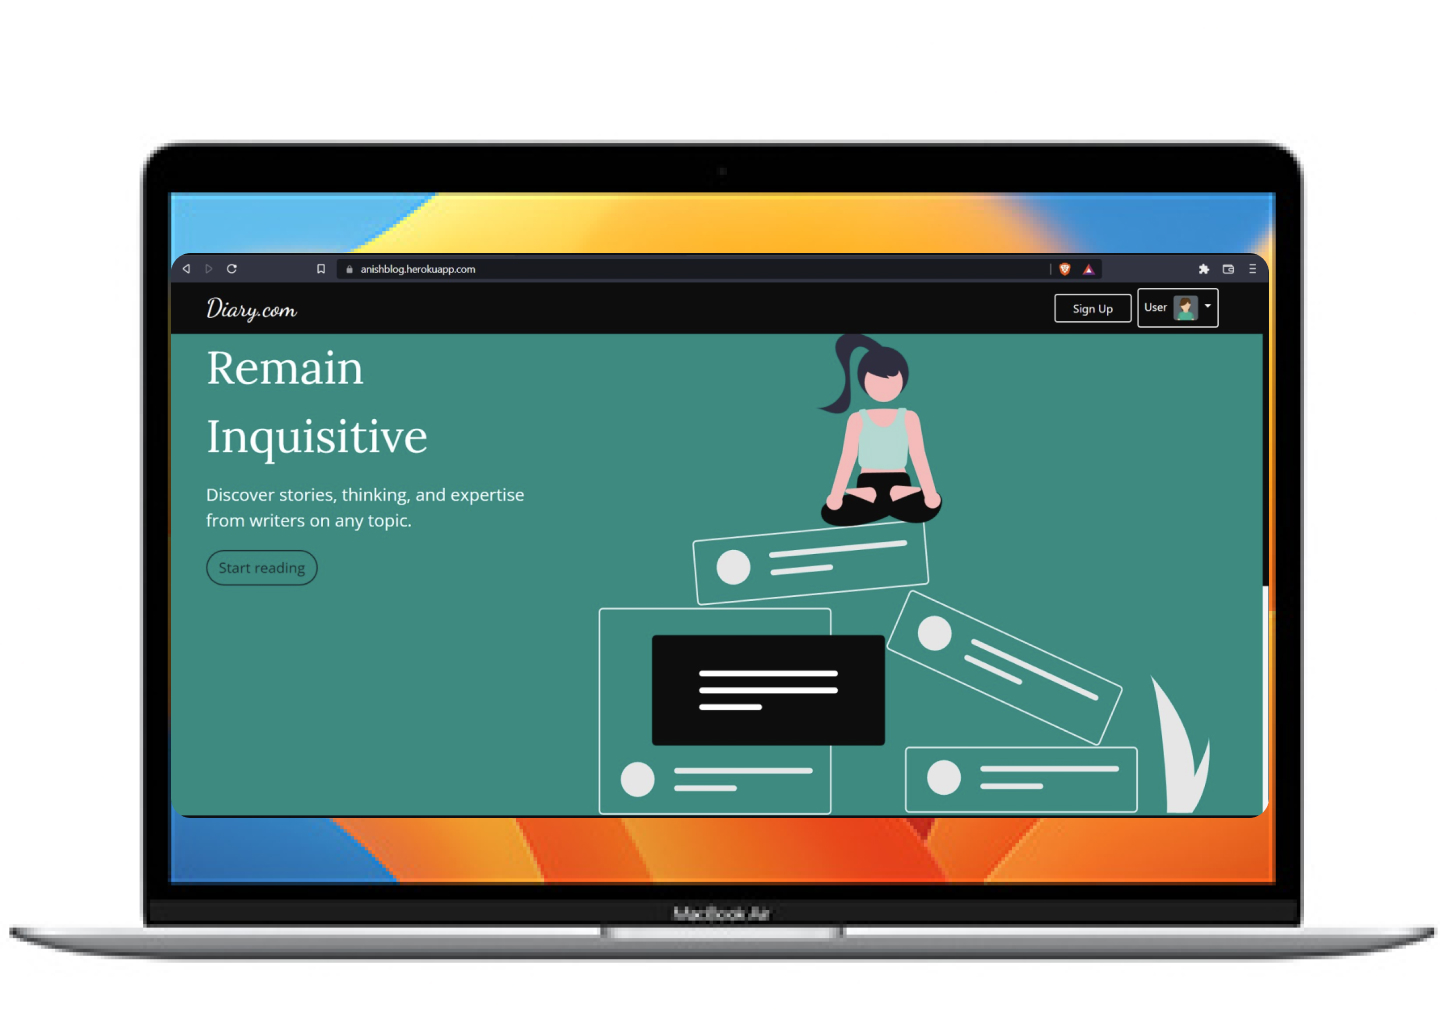 anishblog.herokuapp.com
Diary.com
Sign Up
User
Remain
Inquisitive
Discover stories, thinking, and expertise
from writers on any topic.
Start reading
MacBook Air